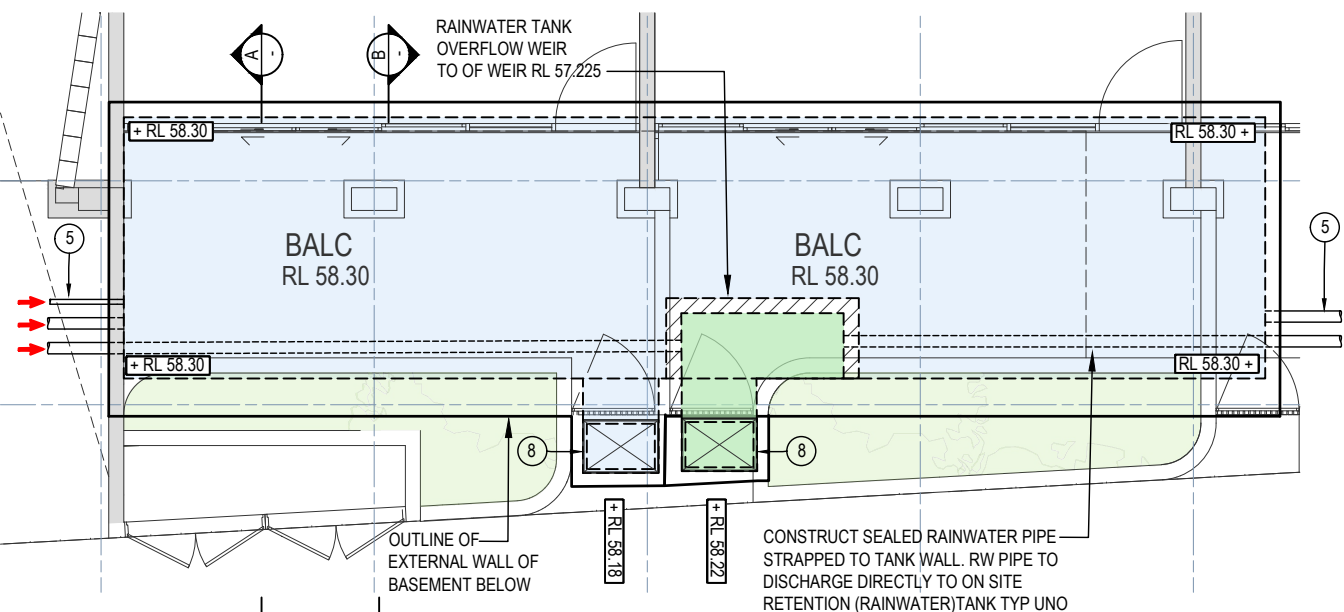 RAINWATER TANK
OVERFLOW WEIR
TO OF WEIR RL 57.225
A
-
B
-
+ RL 58.30
RL 58.30 +
5
5
BALC
RL 58.30
BALC
RL 58.30
+ RL 58.30
RL 58.30 +
8
8
+ RL 58.18
+ RL 58.22
OUTLINE OF
EXTERNAL WALL OF
BASEMENT BELOW
CONSTRUCT SEALED RAINWATER PIPE
STRAPPED TO TANK WALL. RW PIPE TO
DISCHARGE DIRECTLY TO ON SITE
RETENTION (RAINWATER)TANK TYP UNO